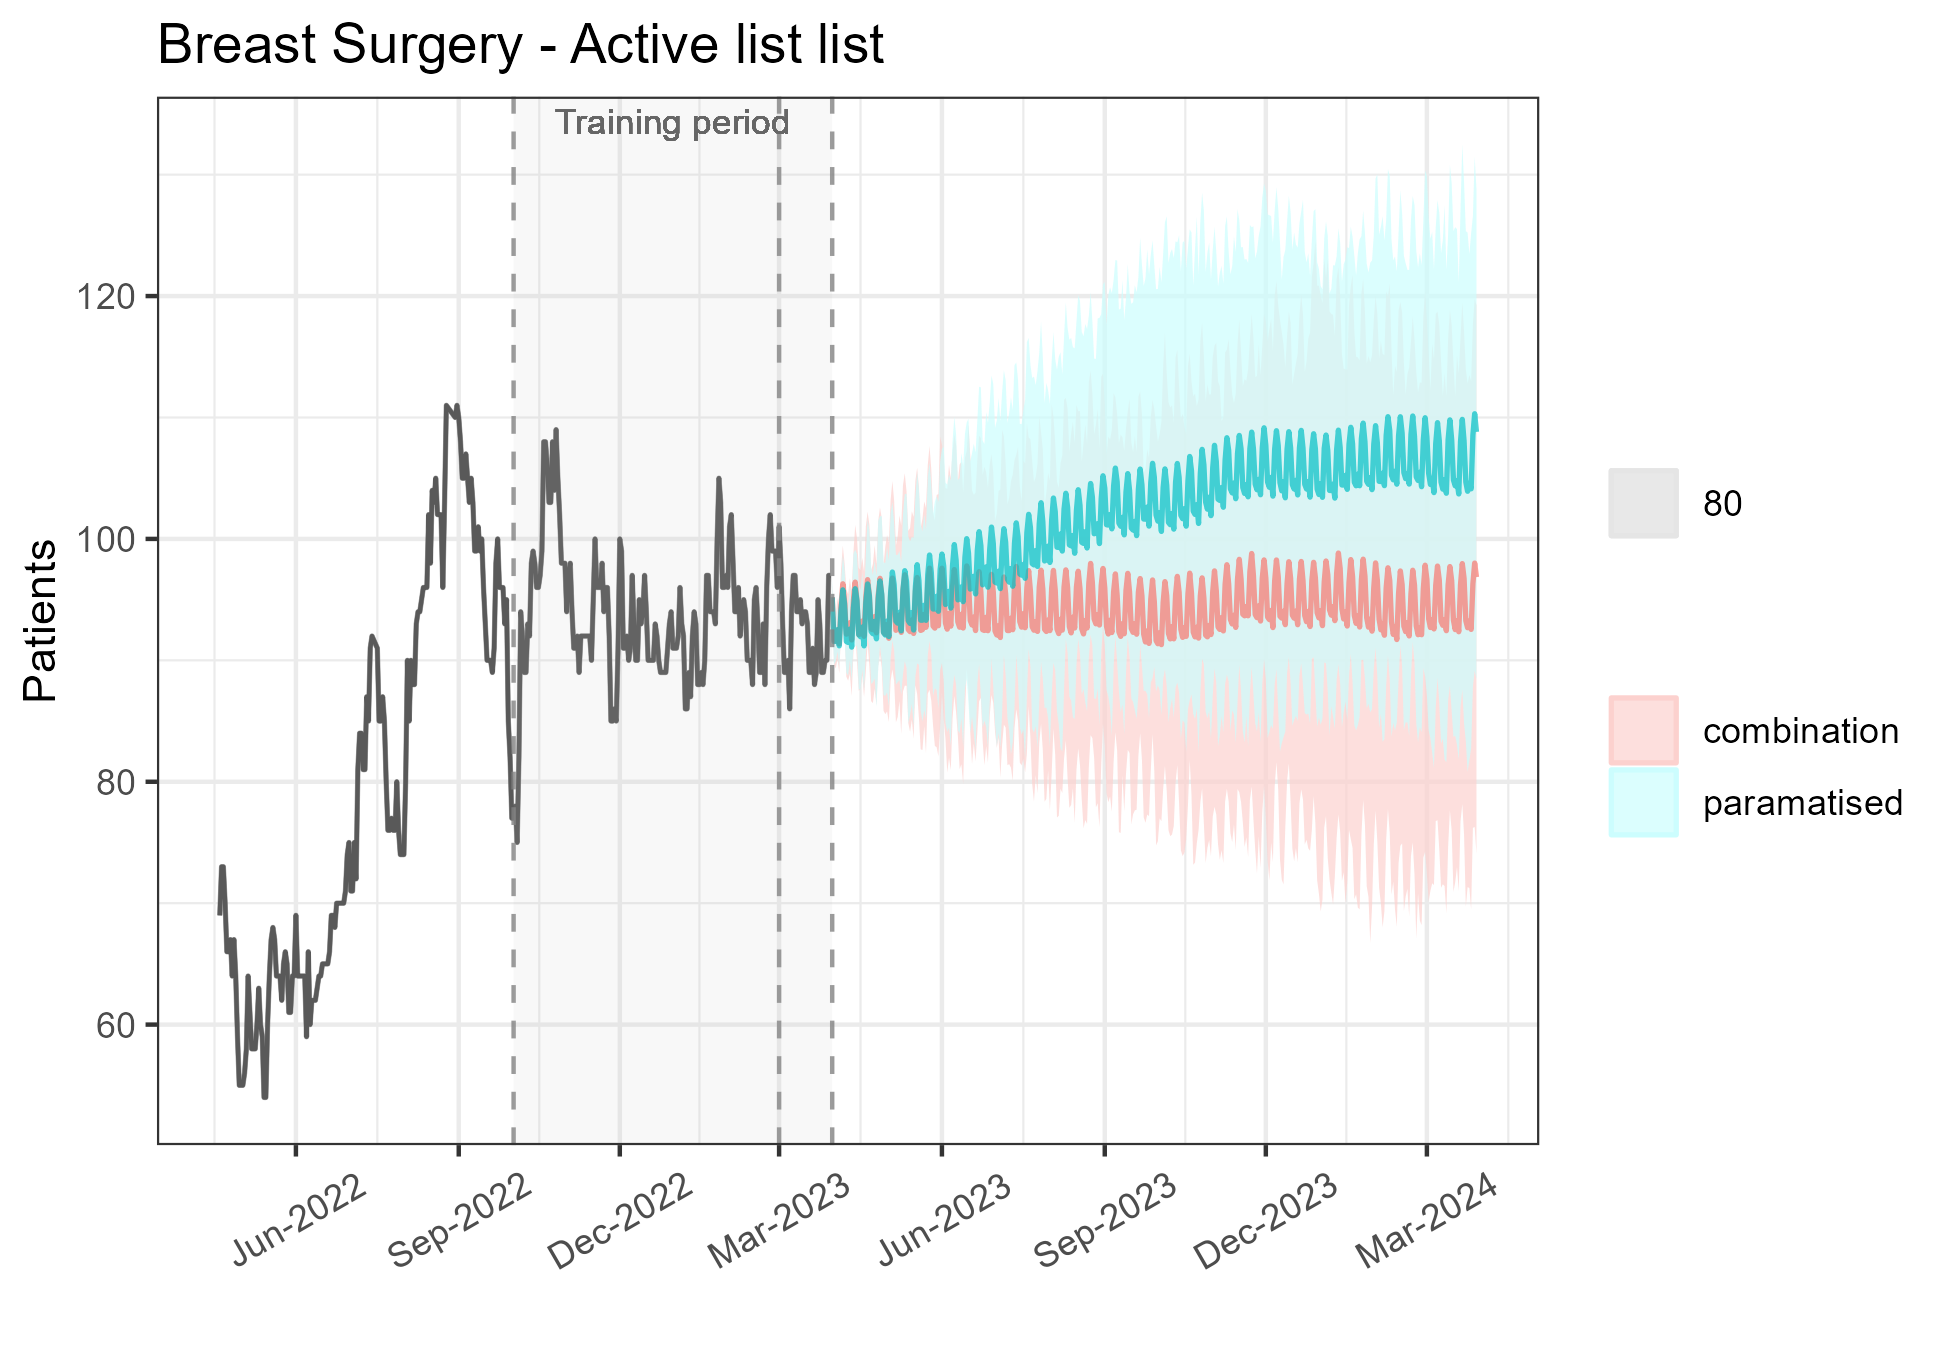 Breast Surgery - Active list list
Training period
Patients
120
100
80
60
Jun-2022
Sep-2022
Dec-2022
Mar-2023
Jun-2023
Sep-2023
Dec-2023
Mar-2024
80
combination
paramatised